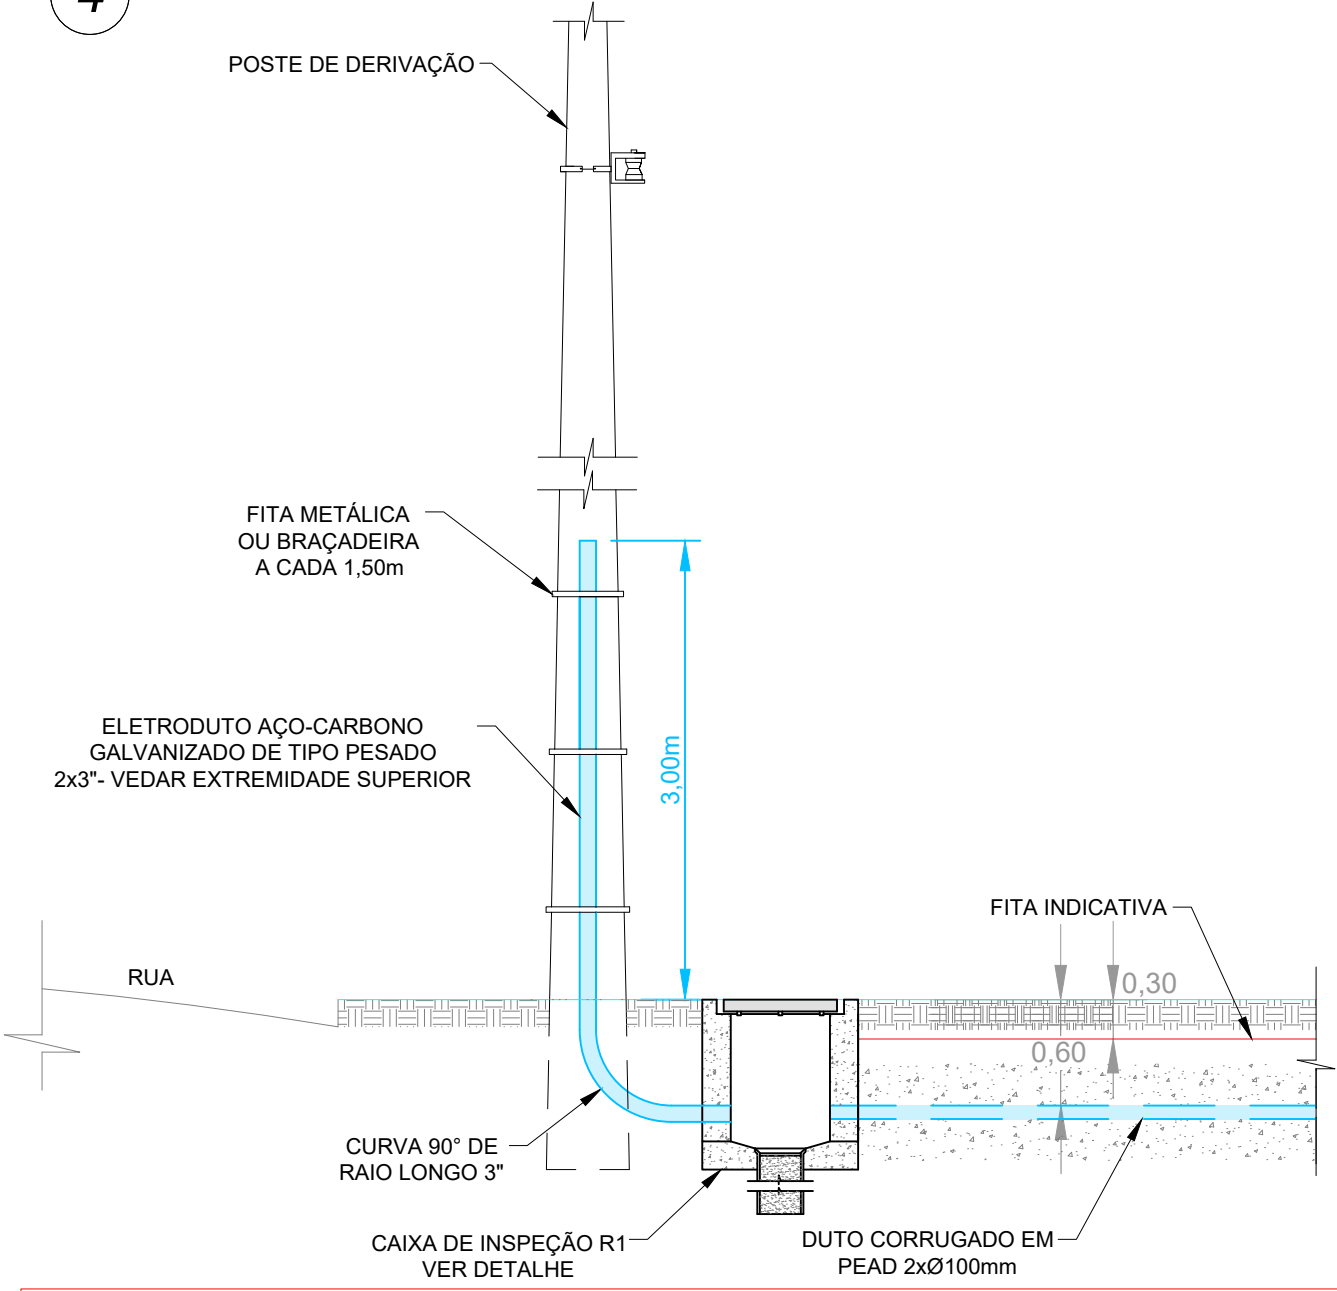 4
POSTE DE DERIVAÇÃO
FITA METÁLICA
OU BRAÇADEIRA
A CADA 1,50m
ELETRODUTO AÇO-CARBONO
GALVANIZADO DE TIPO PESADO
2x3"- VEDAR EXTREMIDADE SUPERIOR
3,00m
FITA INDICATIVA
RUA
0,30
0,60
CURVA 90° DE
RAIO LONGO 3"
CAIXA DE INSPEÇÃO R1
VER DETALHE
DUTO CORRUGADO EM
PEAD 2xØ100mm